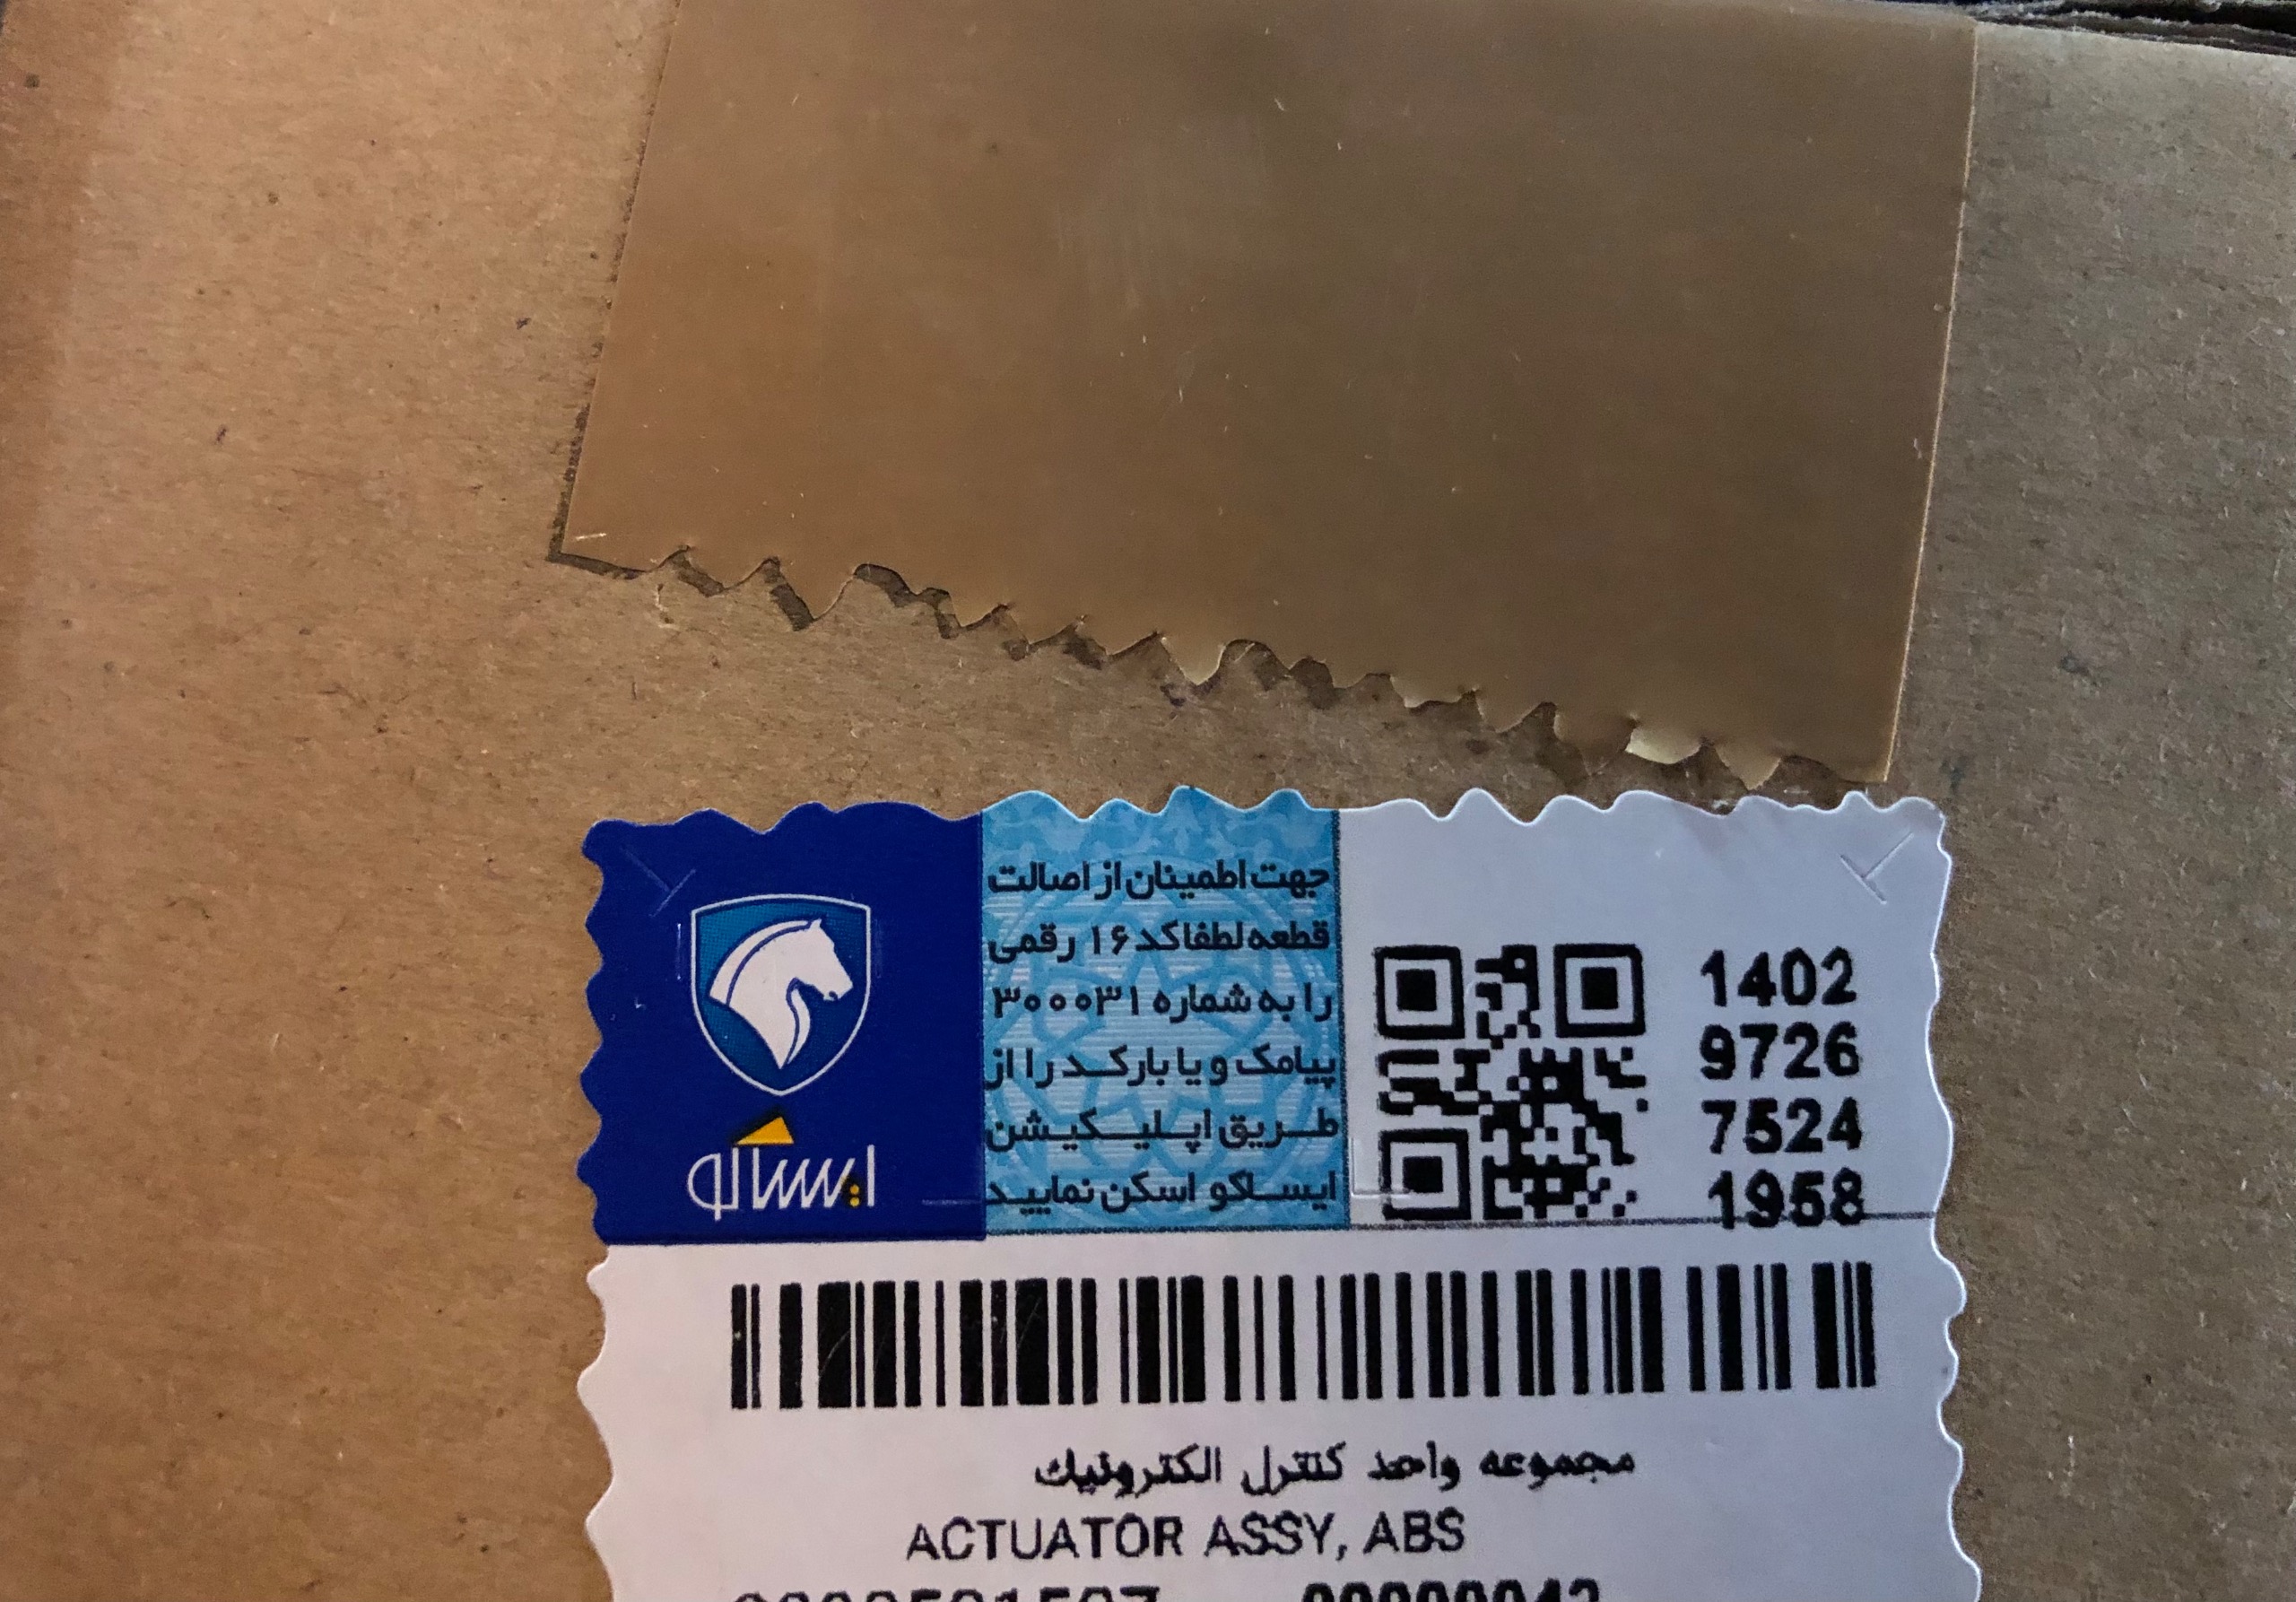 جهت اطمینان از اصالت
قطعه لطفا کد ۱۶ رقمی
را به شماره ۳۰۰۰۳۱
پیامک و یا بارکد را از
طریق اپلیکیشن
ایساکو اسکن نمایید
1402
9726
7524
1958
ایساکو
مجموعه واحد کنترل الکترونیك
ACTUATOR ASSY, ABS